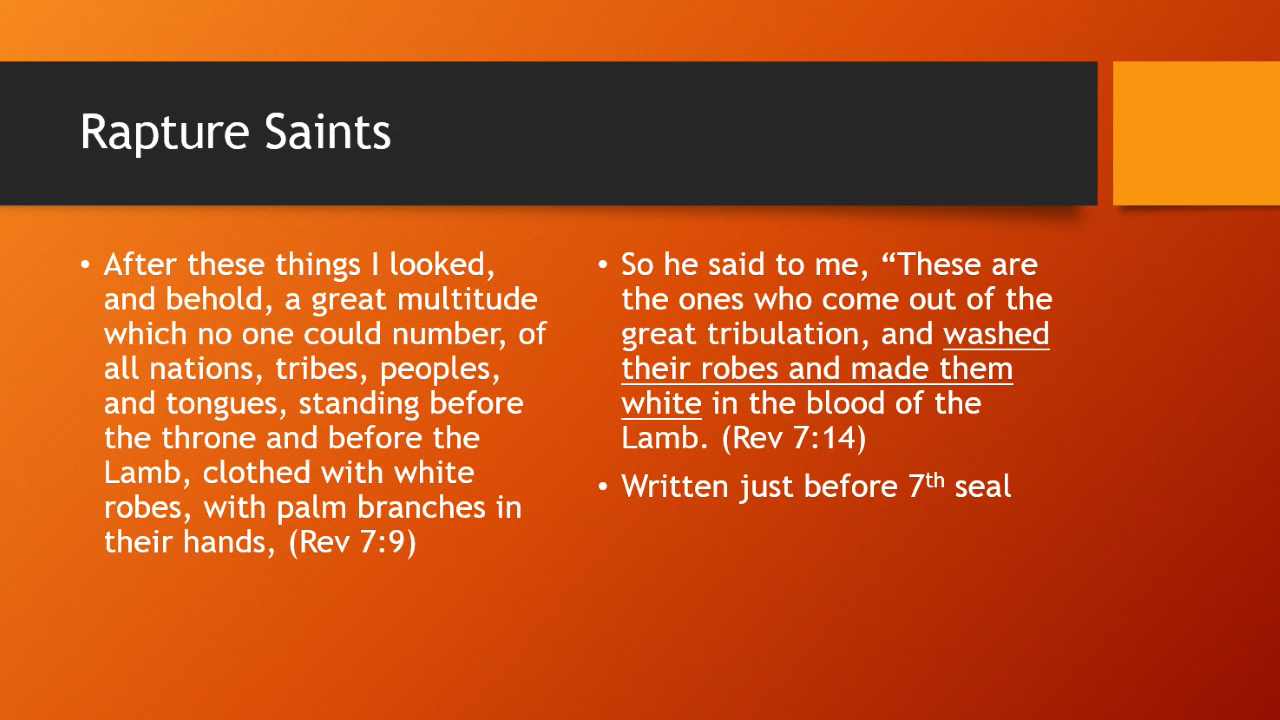 Rapture Saints
• After these things I looked,
and behold, a great multitude
which no one could number, of
all nations, tribes, peoples,
and tongues, standing before
the throne and before the
Lamb, clothed with white
robes, with palm branches in
their hands, (Rev 7:9)
• So he said to me, “These are
the ones who come out of the
great tribulation, and washed
their robes and made them
white in the blood of the
Lamb. (Rev 7:14)
• Written just before 7th seal